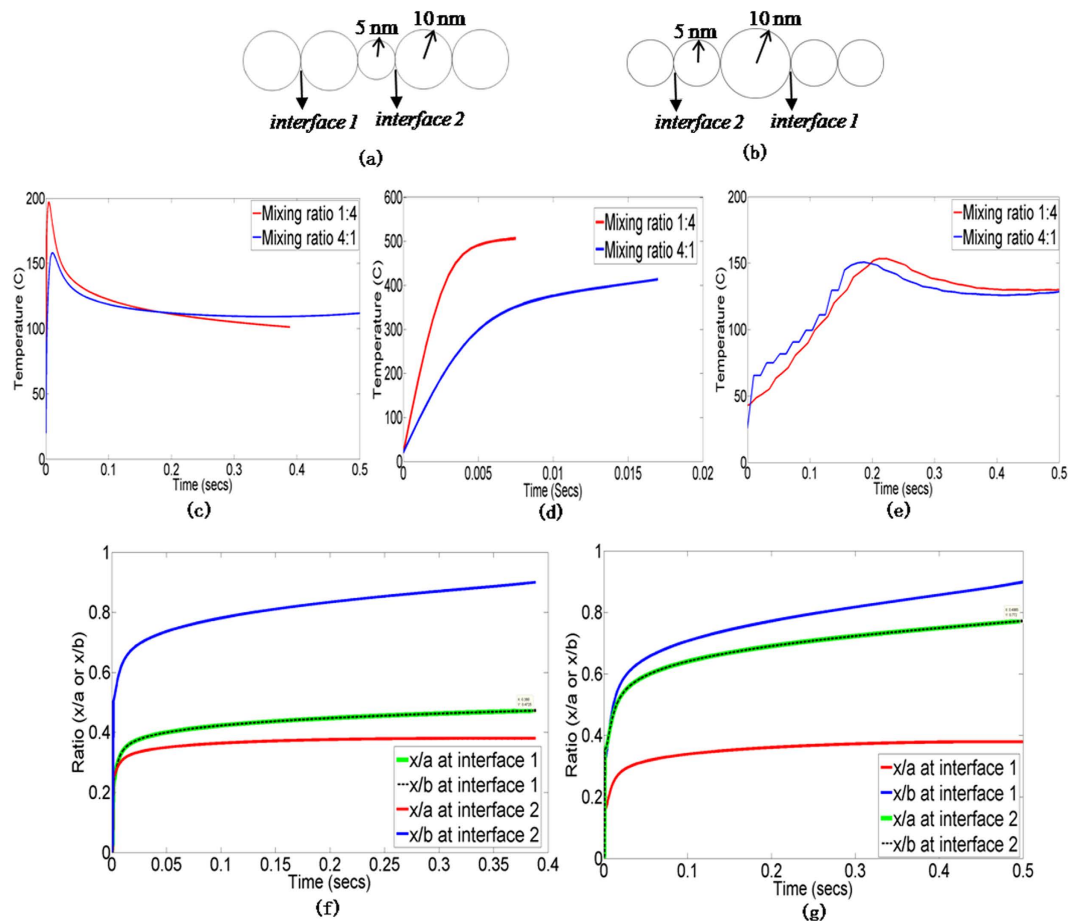 5 nm
10 nm
interface 1
interface 2
(a)
5 nm
10 nm
interface 2
interface 1
(b)
200
150
100
50
0
0
0.1
0.2
0.3
0.4
0.5
Temperature (C)
Time (secs)
Mixing ratio 1:4
Mixing ratio 4:1
(c)
600
500
400
300
200
100
0
0
0.005
0.01
0.015
0.02
Temperature (C)
Time (Secs)
Mixing ratio 1:4
Mixing ratio 4:1
(d)
200
150
100
50
0
0
0.1
0.2
0.3
0.4
0.5
Temperature (C)
Time (secs)
Mixing ratio 1:4
Mixing ratio 4:1
(e)
1
0.8
0.6
0.4
0.2
0
0
0.05
0.1
0.15
0.2
0.25
0.3
0.35
0.4
Ratio (x/a or x/b)
Time (secs)
x/a at interface 1
x/b at interface 1
x/a at interface 2
x/b at interface 2
(f)
1
0.8
0.6
0.4
0.2
0
0
0.1
0.2
0.3
0.4
0.5
Ratio (x/a or x/b)
Time (secs)
x/a at interface 1
x/b at interface 1
x/a at interface 2
x/b at interface 2
(g)